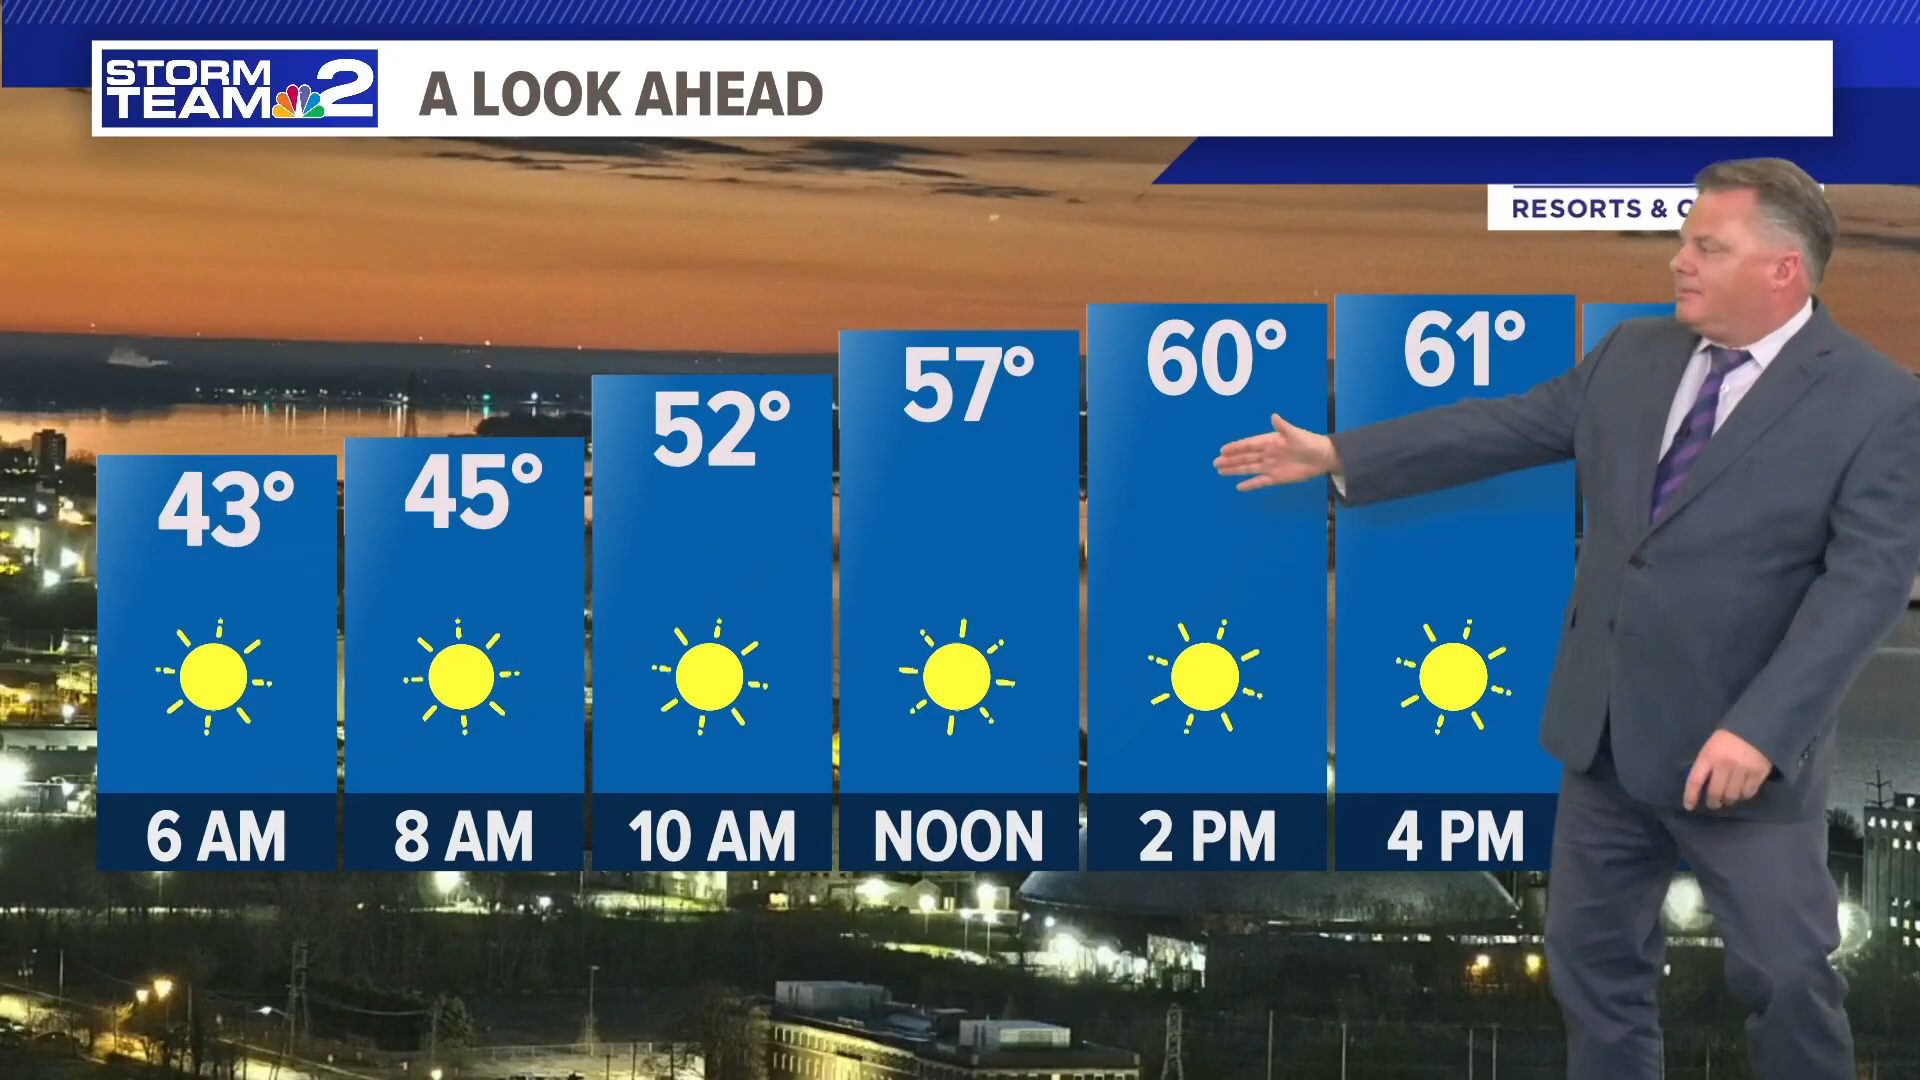 STORM
TEAM 2
A LOOK AHEAD
RESORTS &
43° 45° 52° 57° 60° 61°
6 AM 8 AM 10 AM NOON 2 PM 4 PM